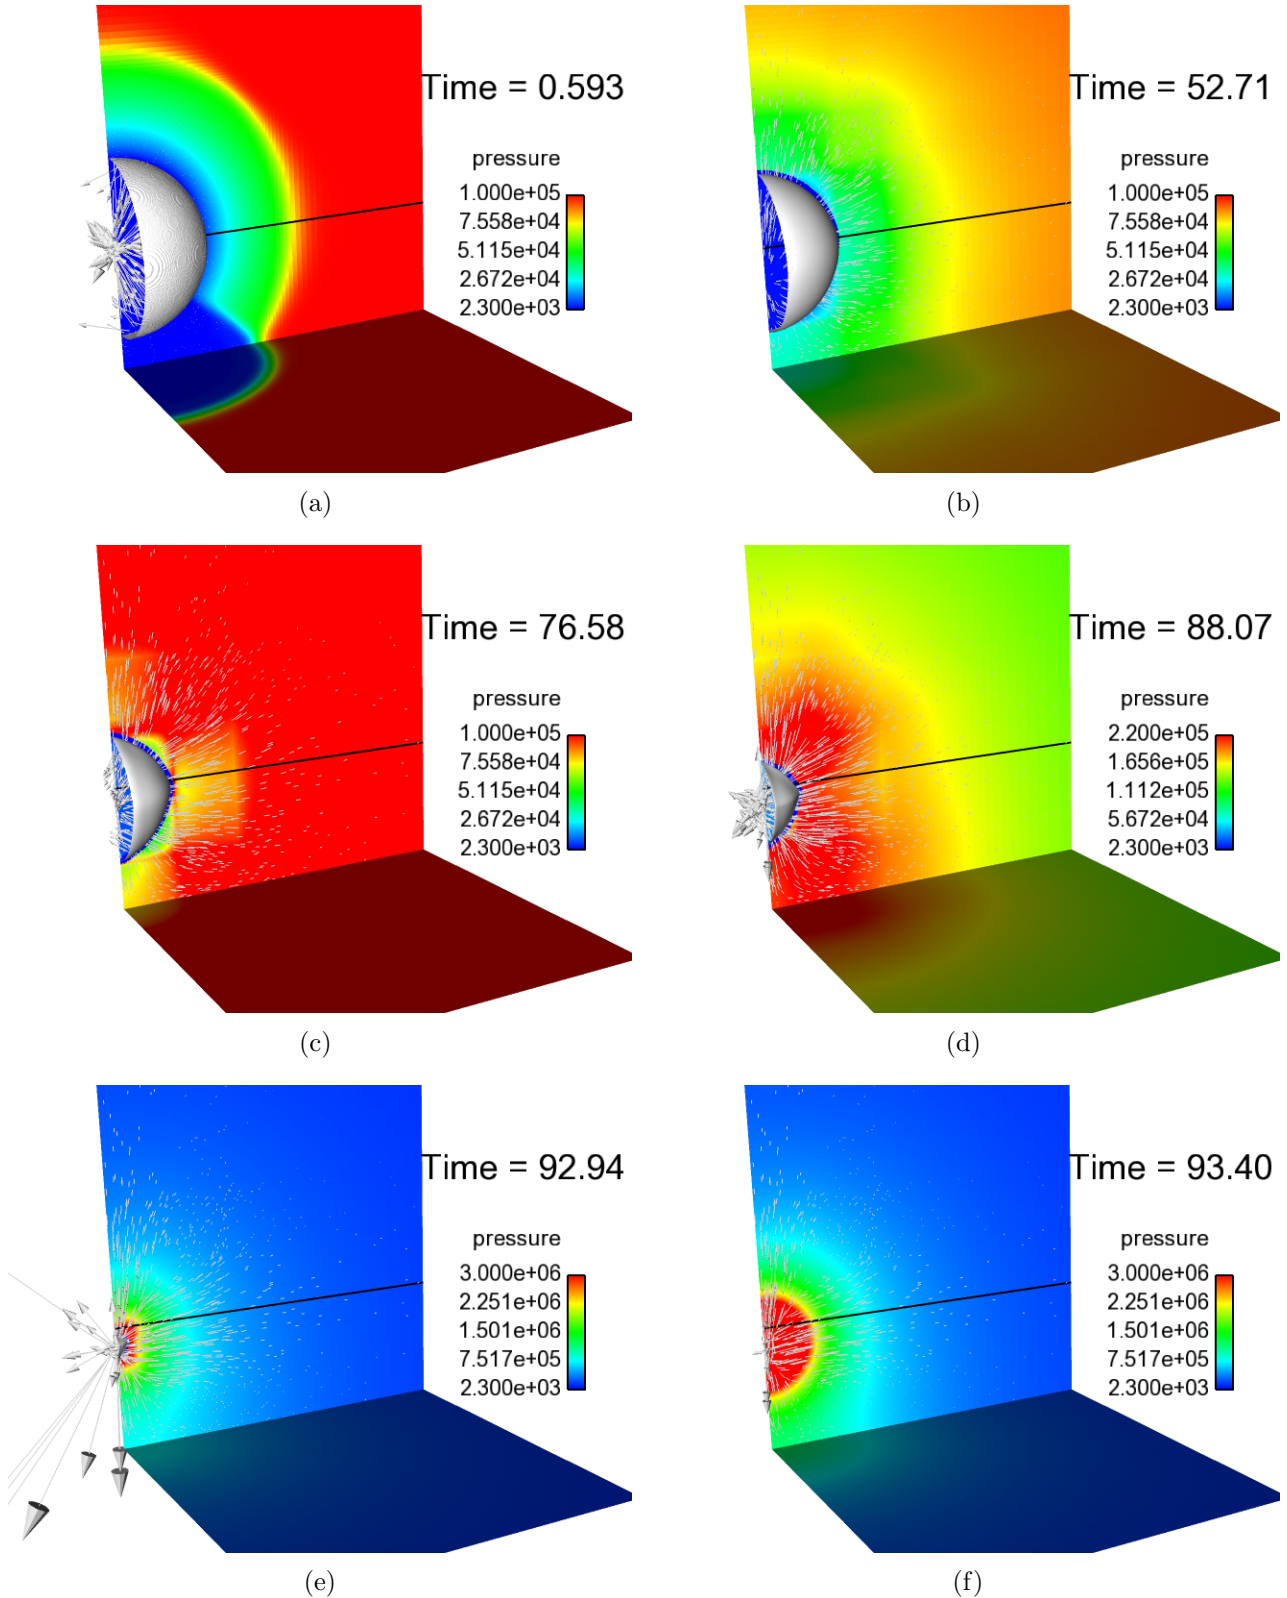 Time = 0.593
pressure
1.000e+05
7.558e+04
5.115e+04
2.672e+04
2.300e+03
(a)
Time = 52.71
pressure
1.000e+05
7.558e+04
5.115e+04
2.672e+04
2.300e+03
(b)
Time = 76.58
pressure
1.000e+05
7.558e+04
5.115e+04
2.672e+04
2.300e+03
(c)
Time = 88.07
pressure
2.200e+05
1.656e+05
1.112e+05
5.672e+04
2.300e+03
(d)
Time = 92.94
pressure
3.000e+06
2.251e+06
1.501e+06
7.517e+05
2.300e+03
(e)
Time = 93.40
pressure
3.000e+06
2.251e+06
1.501e+06
7.517e+05
2.300e+03
(f)